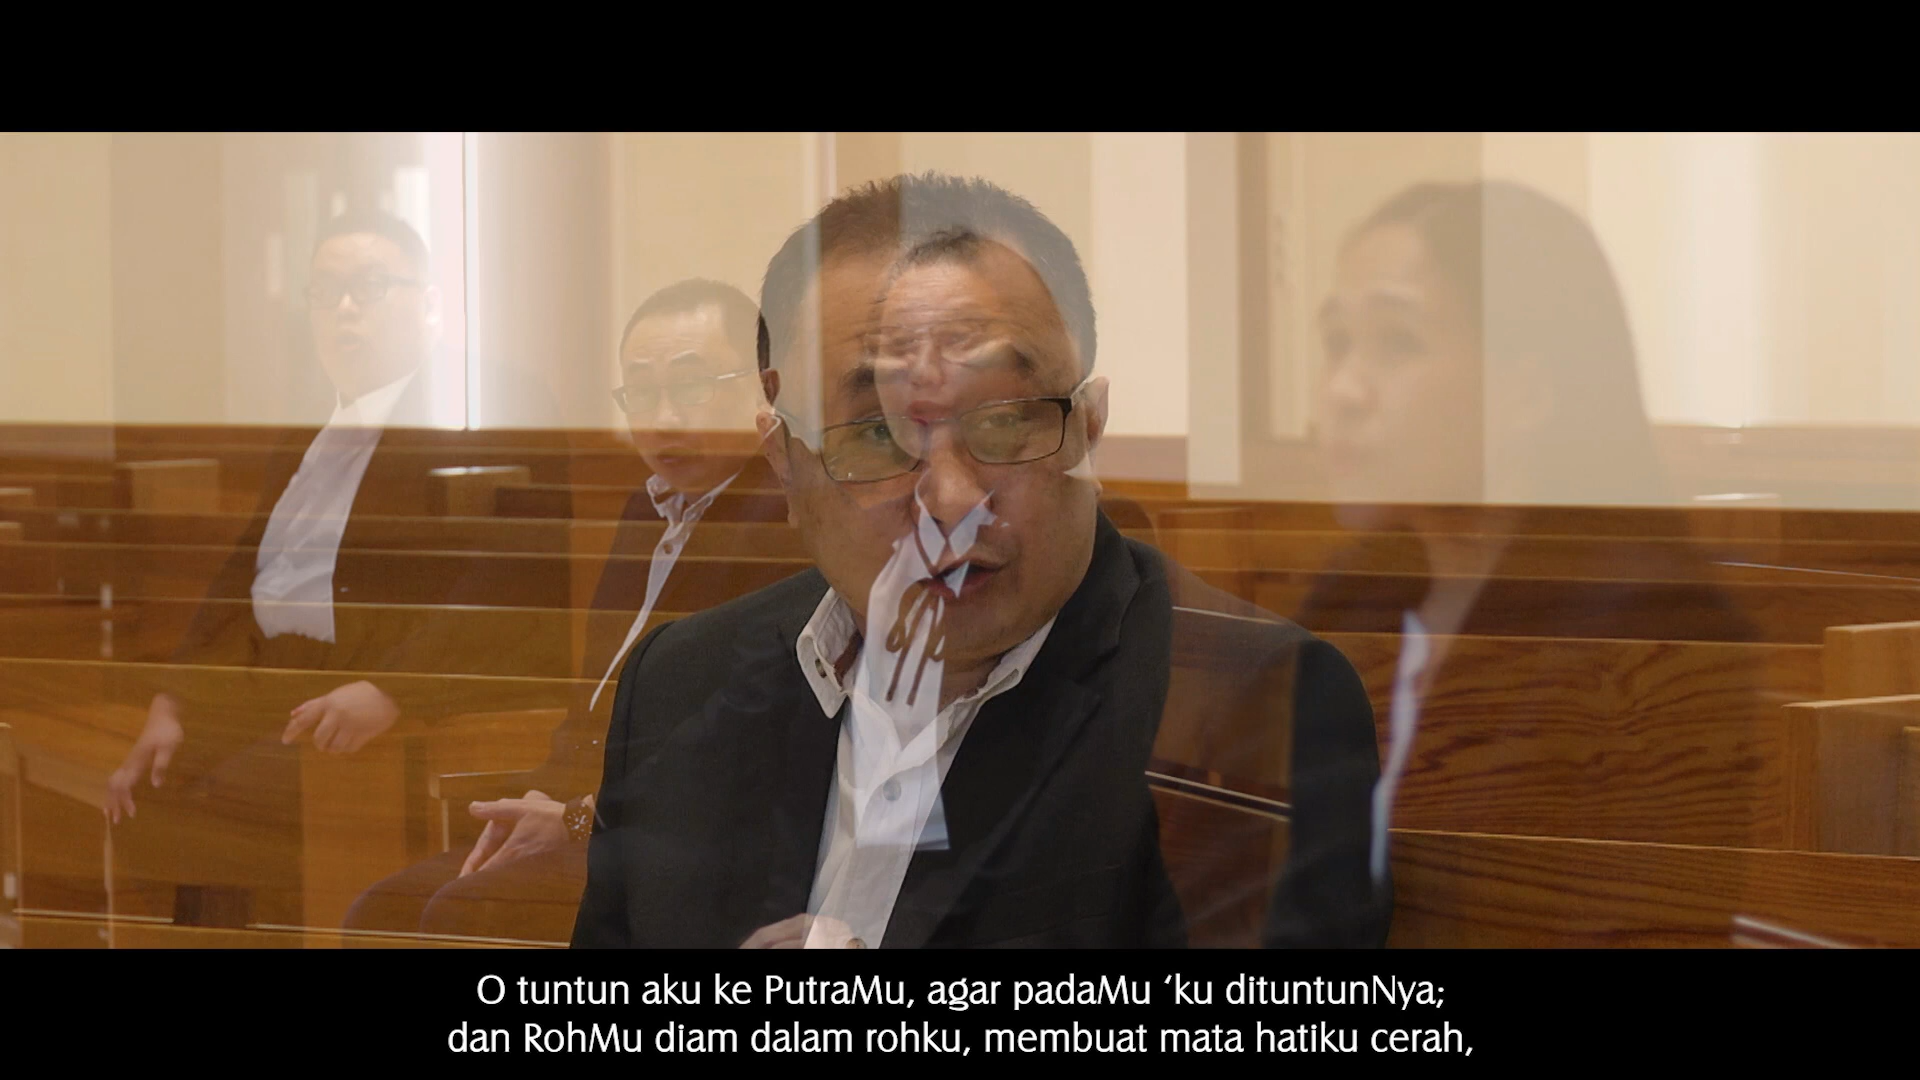 O tuntun aku ke PutraMu, agar padaMu ‘ku dituntunNya;
dan RohMu diam dalam rohku, membuat mata hatiku cerah,